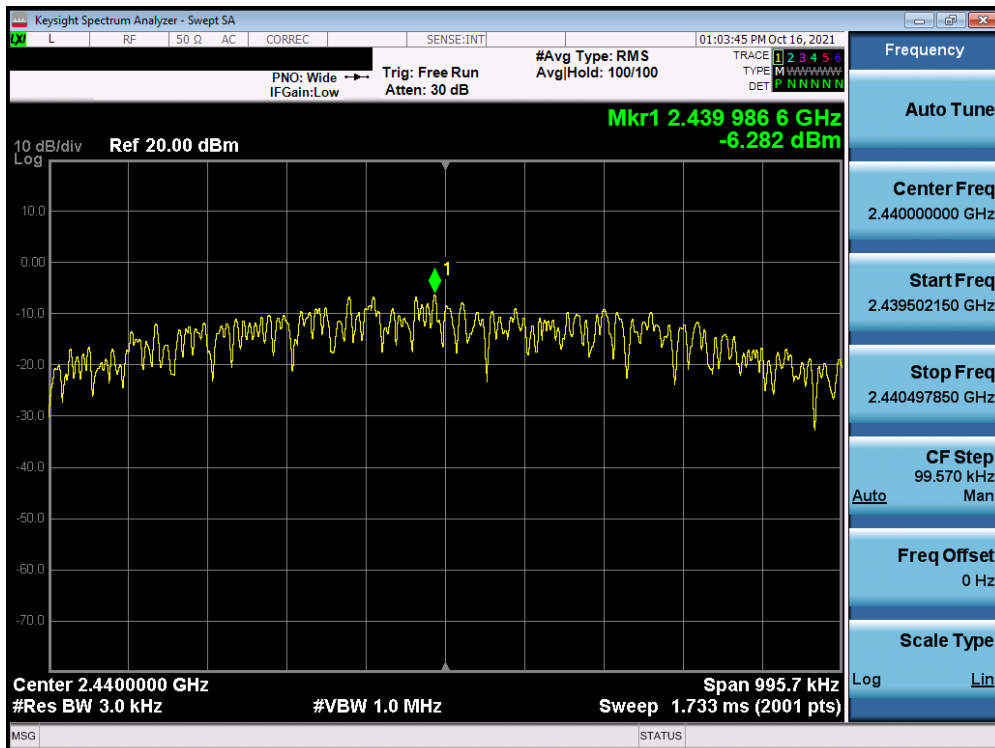 Keysight Spectrum Analyzer - Swept SA
LXI L RF 50 Ω AC CORREC SENSE:INT 01:03:45 PM Oct 16, 2021
PNO: Wide Trig: Free Run #Avg Type: RMS TRACE 1 2 3 4 5 6
IFGain:Low Atten: 30 dB Avg|Hold: 100/100 TYPE M W W W W W
DET P N N N N N
Mkr1 2.439 986 6 GHz
-6.282 dBm
10 dB/div Ref 20.00 dBm
Log
10.0
0.00
-10.0
-20.0
-30.0
-40.0
-50.0
-60.0
-70.0
1
Center 2.4400000 GHz Span 995.7 kHz
#Res BW 3.0 kHz #VBW 1.0 MHz Sweep 1.733 ms (2001 pts)
MSG STATUS
Frequency
Auto Tune
Center Freq
2.440000000 GHz
Start Freq
2.439502150 GHz
Stop Freq
2.440497850 GHz
CF Step
99.570 kHz
Auto Man
Freq Offset
0 Hz
Scale Type
Log Lin